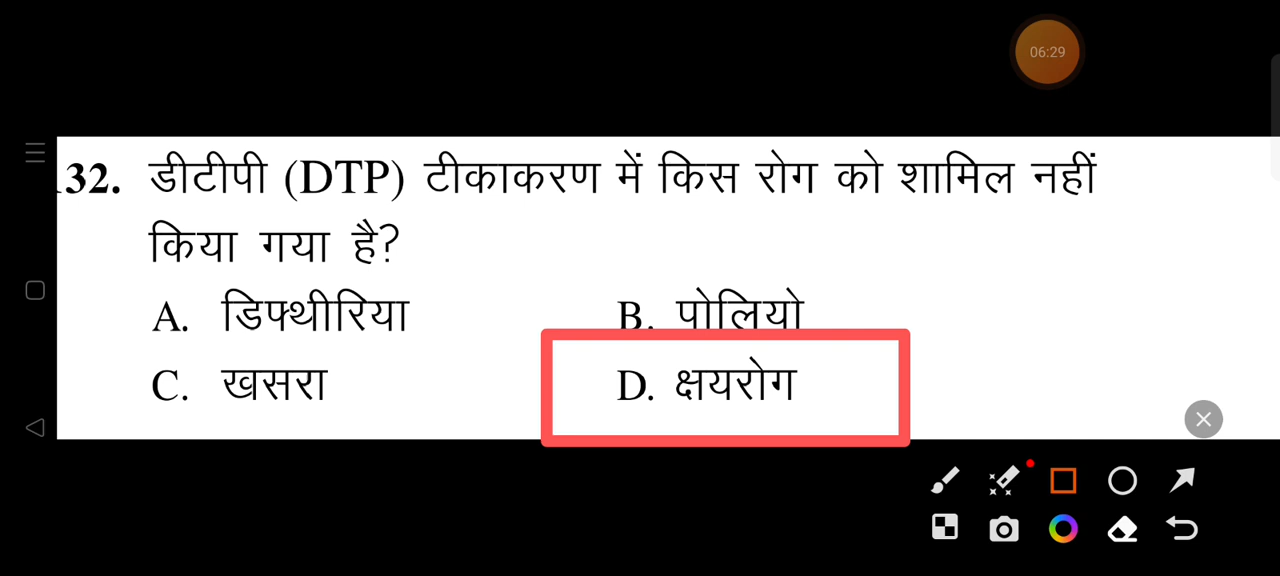 06:29
32. डीटीपी (DTP) टीकाकरण में किस रोग को शामिल नहीं
किया गया है?
A. डिफ्थीरिया B. पोलियो
C. खसरा D. क्षयरोग